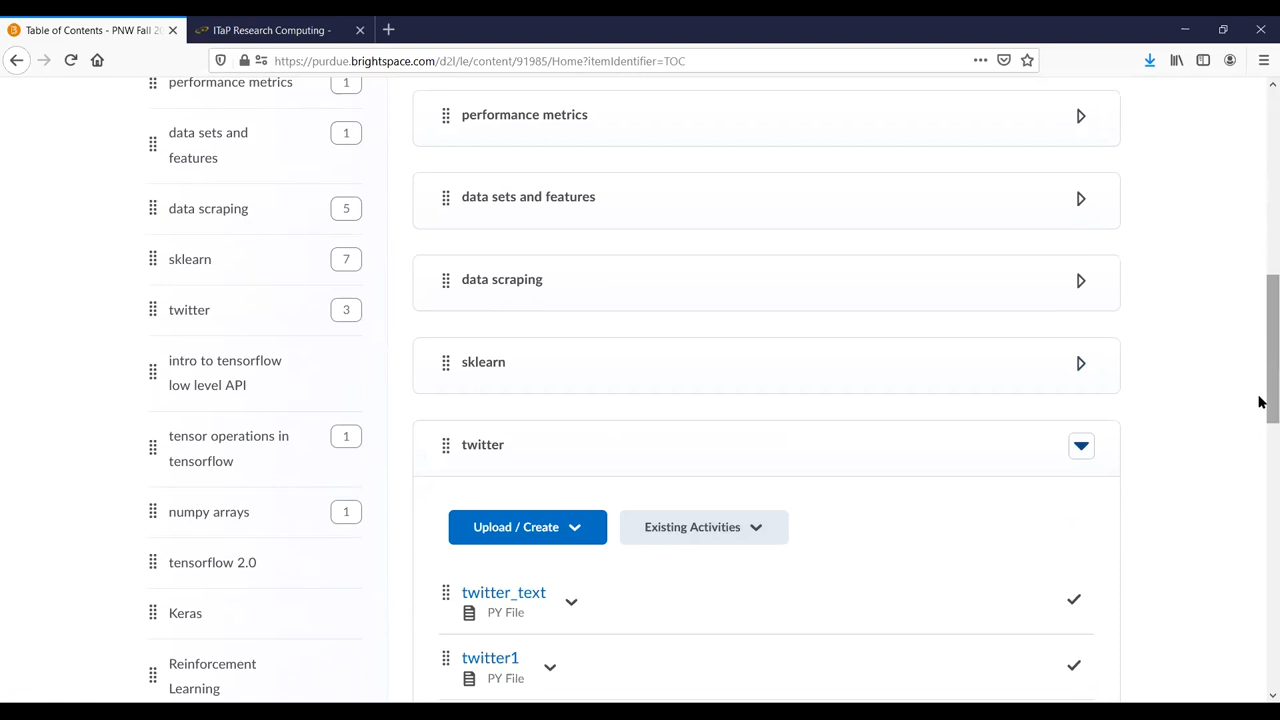 Table of Contents - PNW Fall 20
ITaP Research Computing -
https://purdue.brightspace.com/d2l/le/content/91985/Home?itemIdentifier=TOC
performance metrics 1
data sets and
features
1
data scraping 5
sklearn 7
twitter 3
intro to tensorflow
low level API
tensor operations in
tensorflow
1
numpy arrays 1
tensorflow 2.0
Keras
Reinforcement
Learning
performance metrics
data sets and features
data scraping
sklearn
twitter
Upload / Create
Existing Activities
twitter_text
PY File
twitter1
PY File